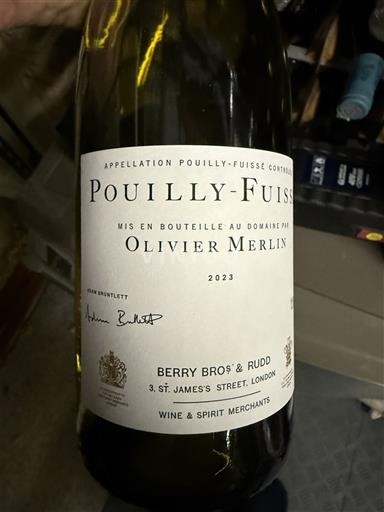 APPELLATION POUILLY-FUISSÉ CONTRÔLÉE
POUILLY-FUISS
MIS EN BOUTEILLE AU DOMAINE PAR
OLIVIER MERLIN
2023
ADAM BRUNTLETT
BERRY BROS & RUDD
3, ST. JAMES'S STREET, LONDON
WINE & SPIRIT MERCHANTS